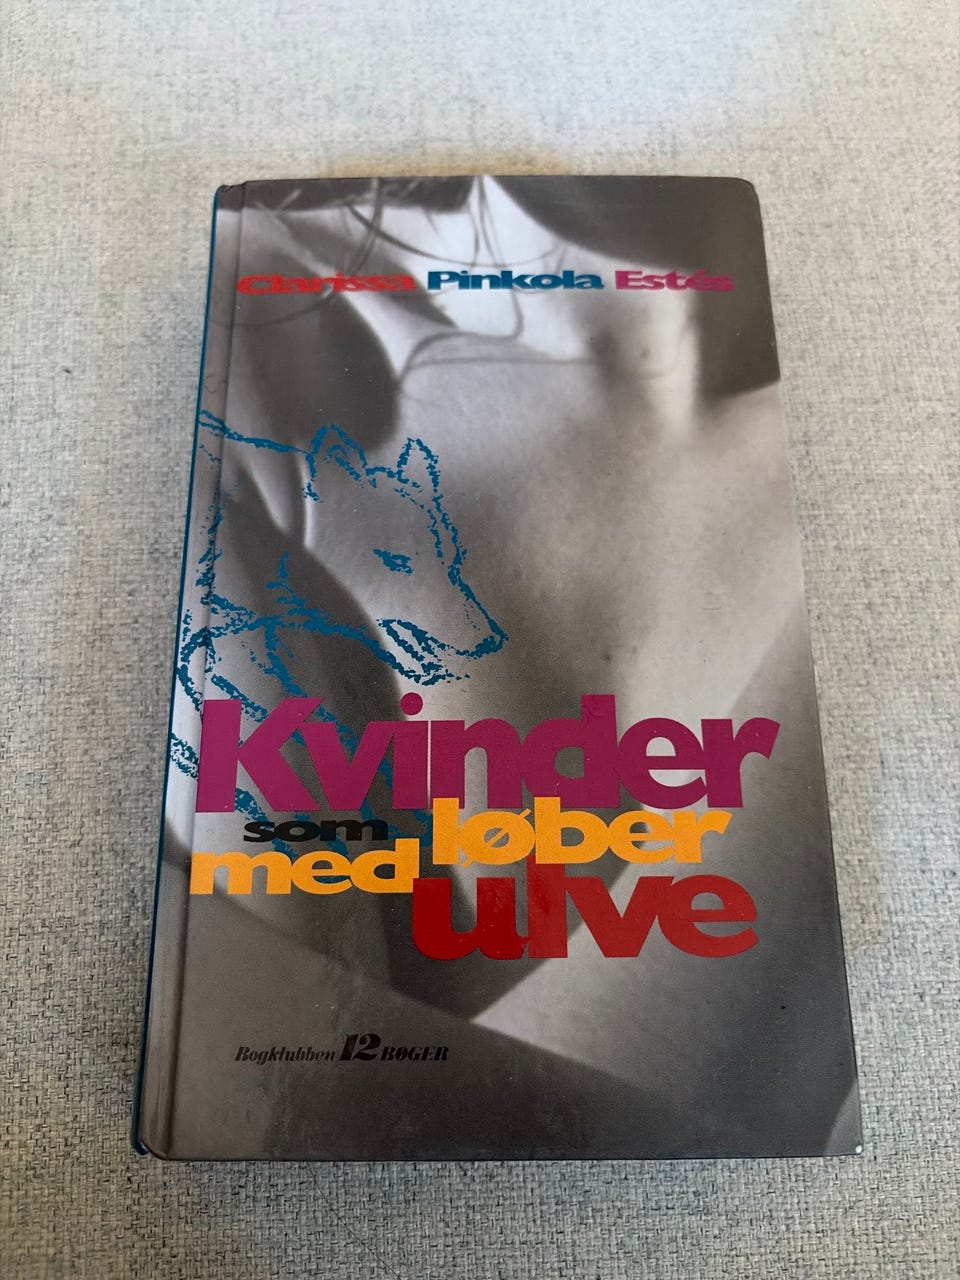 Clarissa Pinkola Estés
Kvinder
som løber
med ulve
Bogklubben 12 BØGER